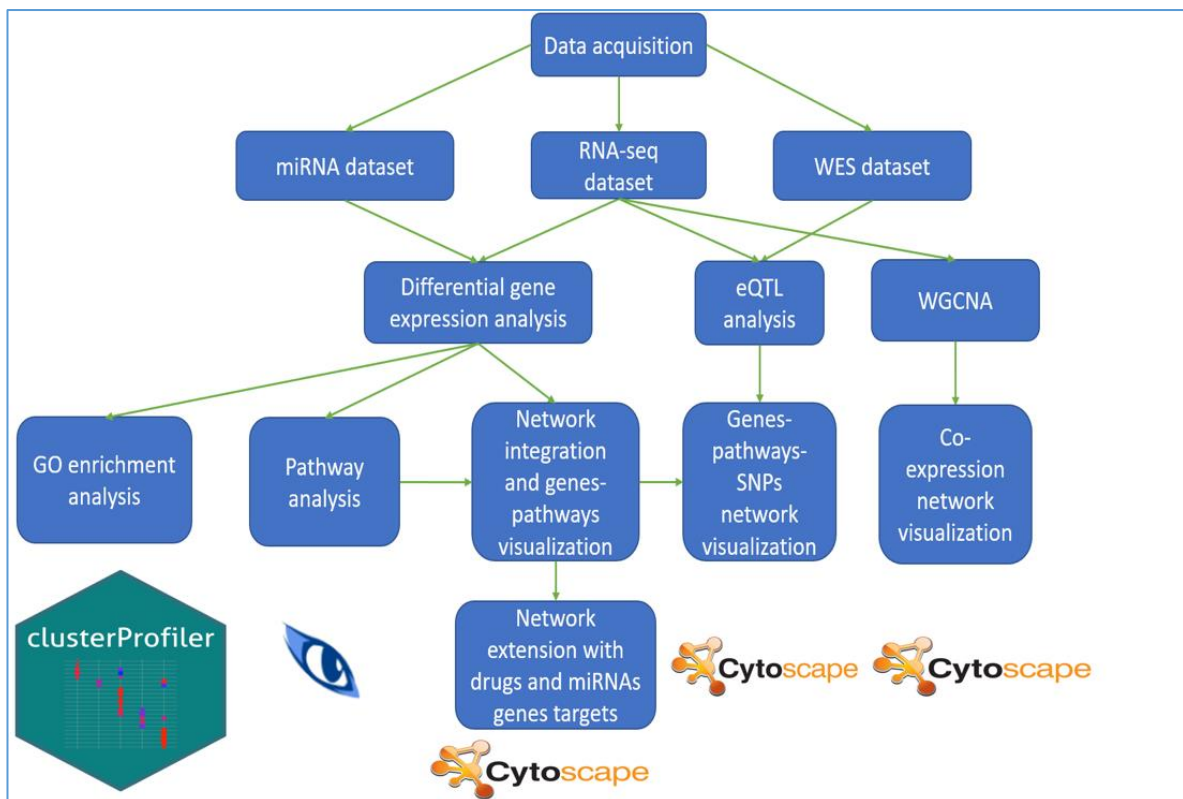 Data acquisition
miRNA dataset
RNA-seq
dataset
WES dataset
Differential gene
expression analysis
eQTL
analysis
WGCNA
GO enrichment
analysis
Pathway
analysis
Network
integration
and genes-
pathways
visualization
Genes-
pathways-
SNPs
network
visualization
Co-
expression
network
visualization
clusterProfiler
Network
extension with
drugs and miRNAs
genes targets
Cytoscape
Cytoscape
Cytoscape